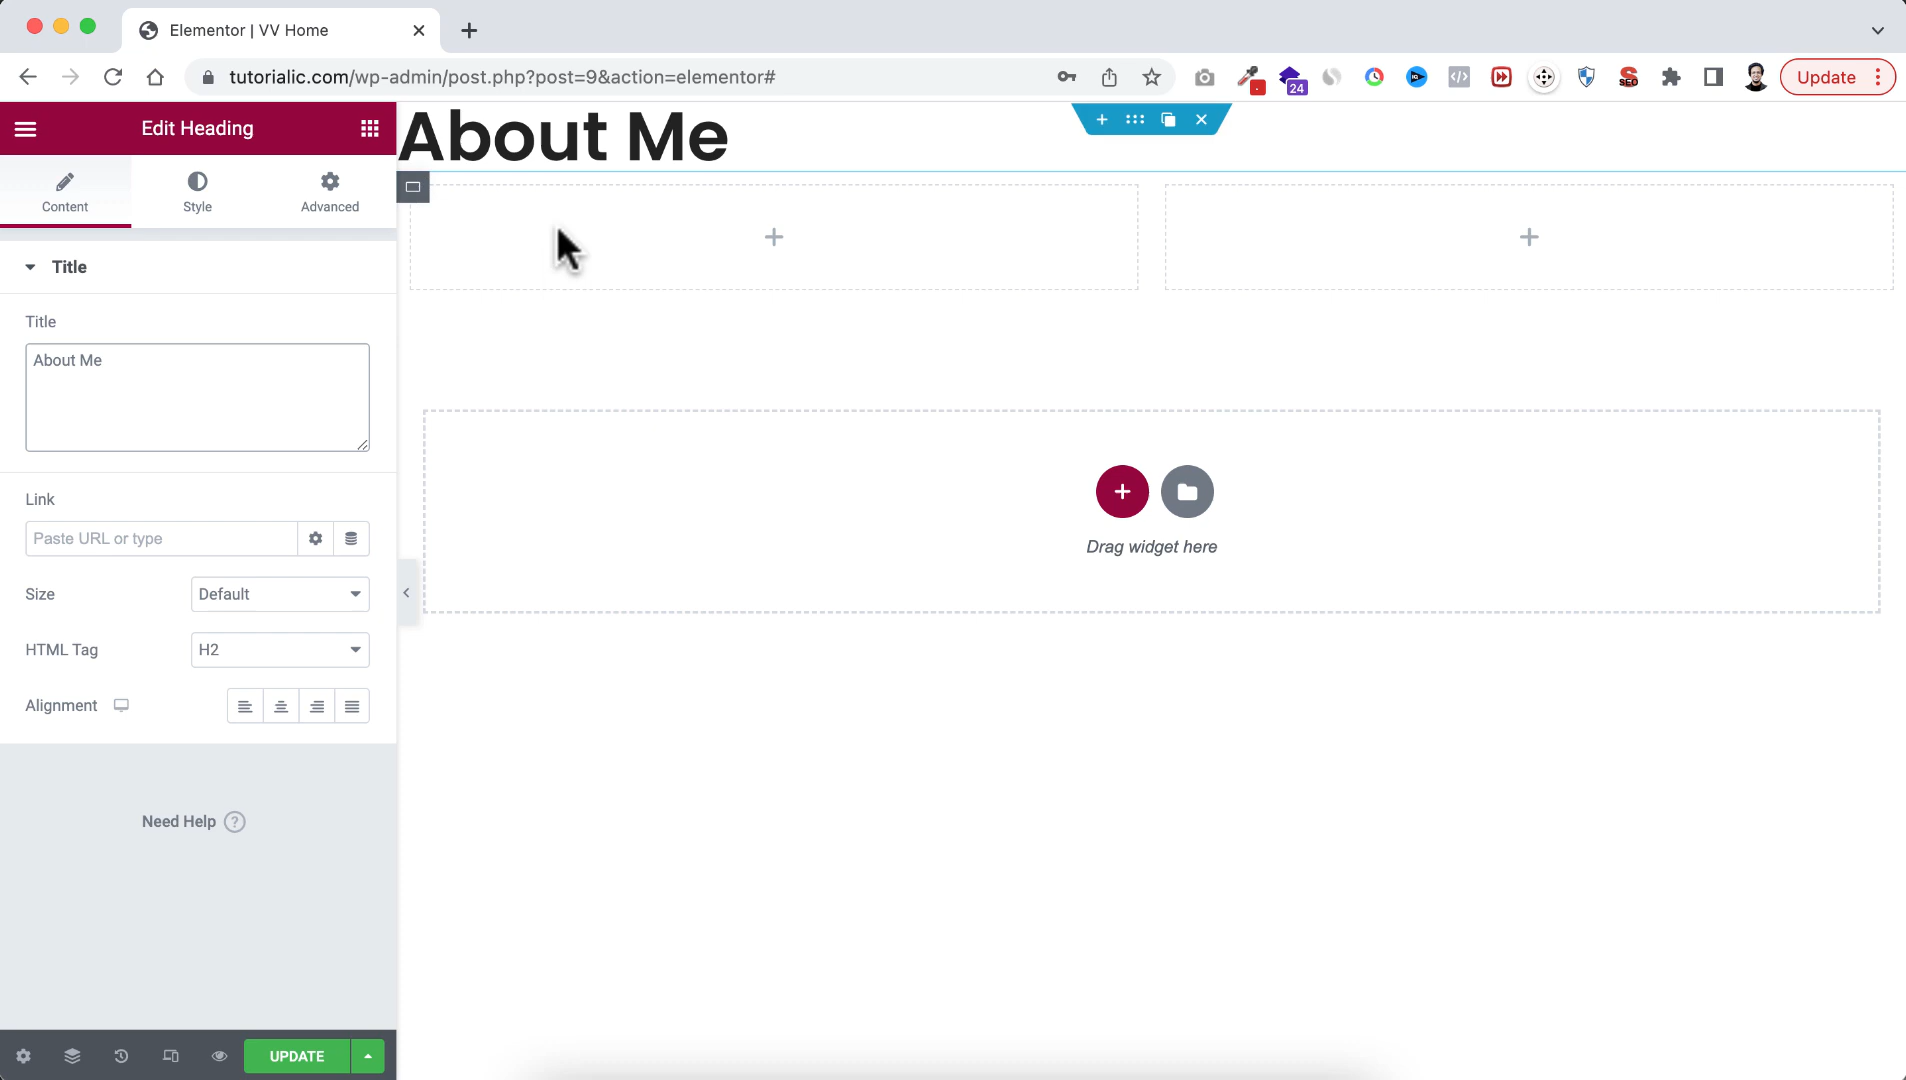 Elementor | VV Home
tutorialic.com/wp-admin/post.php?post=9&action=elementor#
24
SEO
Update
Edit Heading
Content
Style
Advanced
About Me
Title
Title
About Me
Link
Paste URL or type
Size
Default
HTML Tag
H2
Alignment
Need Help ?
Drag widget here
UPDATE